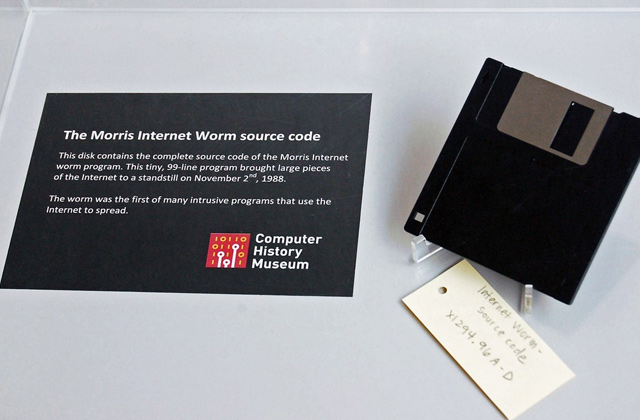 The Morris Internet Worm source code
This disk contains the complete source code of the Morris Internet
worm program. This tiny, 99-line program brought large pieces
of the Internet to a standstill on November 2nd, 1988.
The worm was the first of many intrusive programs that use the
Internet to spread.
10110
0101
Computer
History
Museum
Internet Worm-
source code
X1294.96A-D